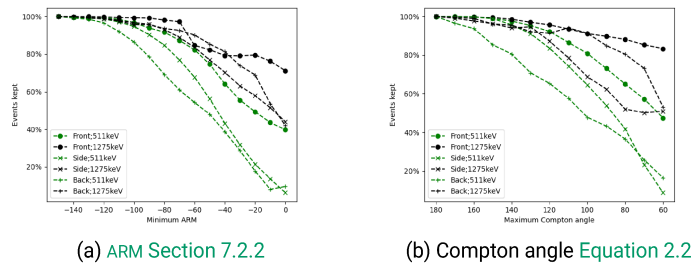 100%
80%
60%
40%
20%
Events kept
Front;511keV
Front;1275keV
Side;511keV
Side;1275keV
Back;511keV
Back;1275keV
−140 −120 −100 −80 −60 −40 −20 0
Minimum ARM
(a) ARM Section 7.2.2
100%
80%
60%
40%
20%
Events kept
Front;511keV
Front;1275keV
Side;511keV
Side;1275keV
Back;511keV
Back;1275keV
180 160 140 120 100 80 60
Maximum Compton angle
(b) Compton angle Equation 2.2